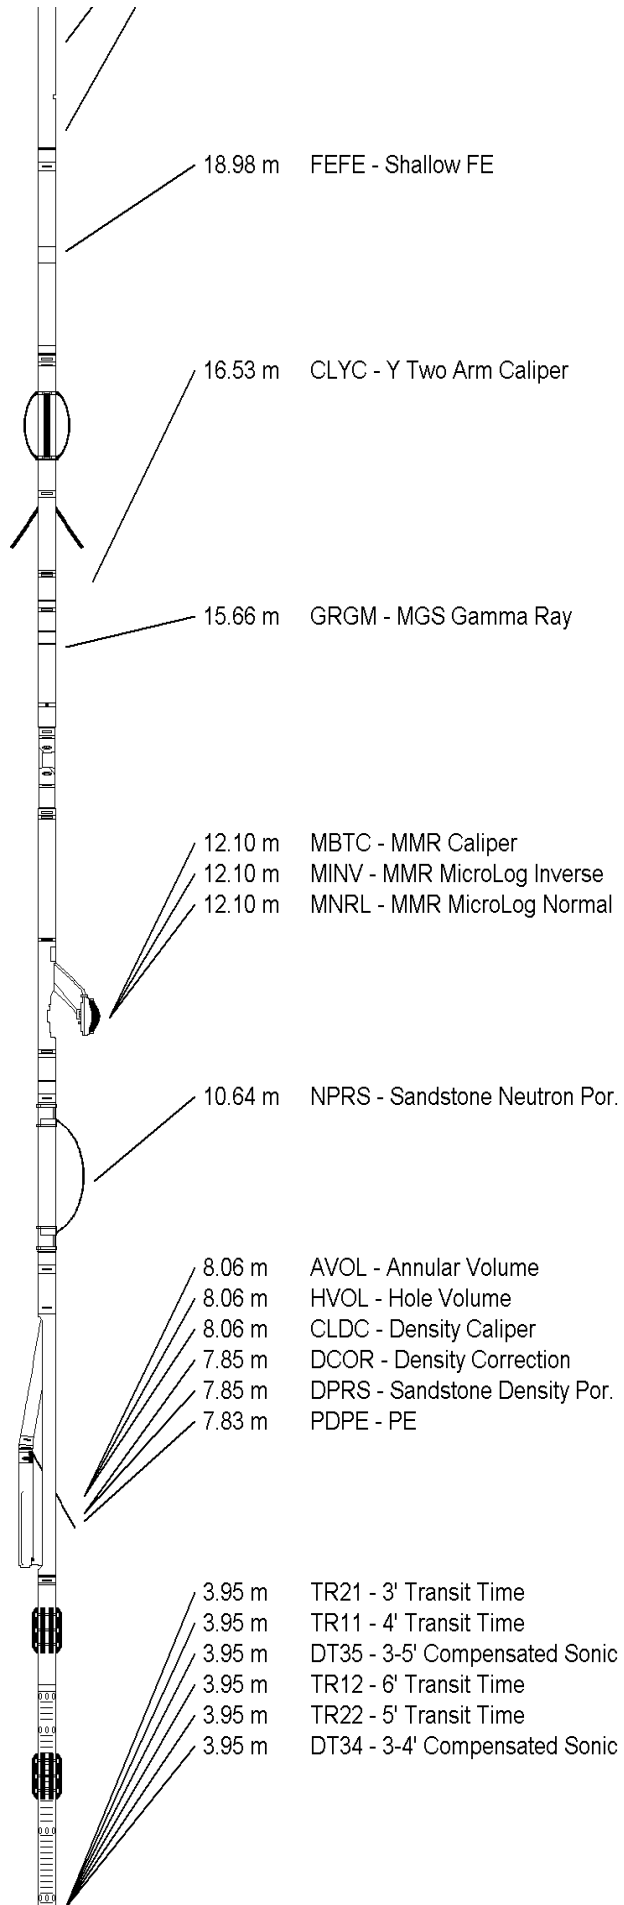 18.98 m FEFE - Shallow FE
16.53 m CLYC - Y Two Arm Caliper
15.66 m GRGM - MGS Gamma Ray
12.10 m MBTC - MMR Caliper
12.10 m MINV - MMR MicroLog Inverse
12.10 m MNRL - MMR MicroLog Normal
10.64 m NPRS - Sandstone Neutron Por.
8.06 m AVOL - Annular Volume
8.06 m HVOL - Hole Volume
8.06 m CLDC - Density Caliper
7.85 m DCOR - Density Correction
7.85 m DPRS - Sandstone Density Por.
7.83 m PDPE - PE
3.95 m TR21 - 3' Transit Time
3.95 m TR11 - 4' Transit Time
3.95 m DT35 - 3-5' Compensated Sonic
3.95 m TR12 - 6' Transit Time
3.95 m TR22 - 5' Transit Time
3.95 m DT34 - 3-4' Compensated Sonic